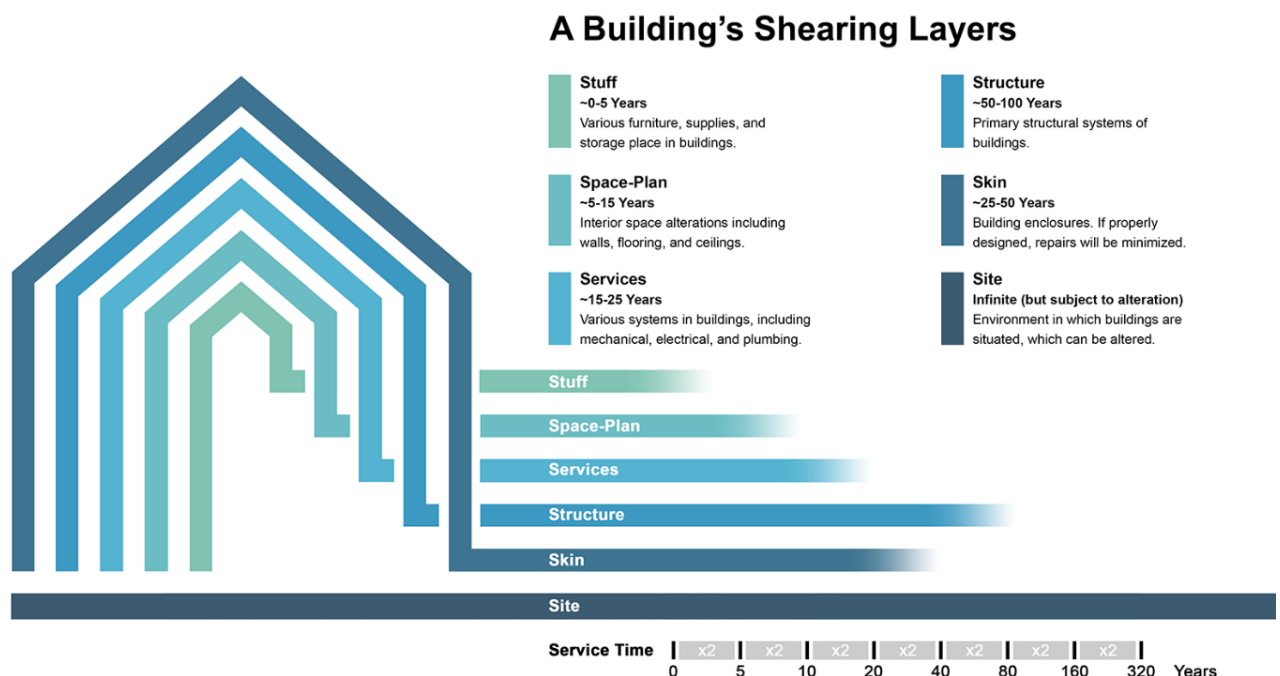 A Building's Shearing Layers
Stuff
~0-5 Years
Various furniture, supplies, and
storage place in buildings.
Space-Plan
~5-15 Years
Interior space alterations including
walls, flooring, and ceilings.
Services
~15-25 Years
Various systems in buildings, including
mechanical, electrical, and plumbing.
Structure
~50-100 Years
Primary structural systems of
buildings.
Skin
~25-50 Years
Building enclosures. If properly
designed, repairs will be minimized.
Site
Infinite (but subject to alteration)
Environment in which buildings are
situated, which can be altered.
Stuff
Space-Plan
Services
Structure
Skin
Site
Service Time x2 x2 x2 x2 x2 x2 x2
0 5 10 20 40 80 160 320 Years